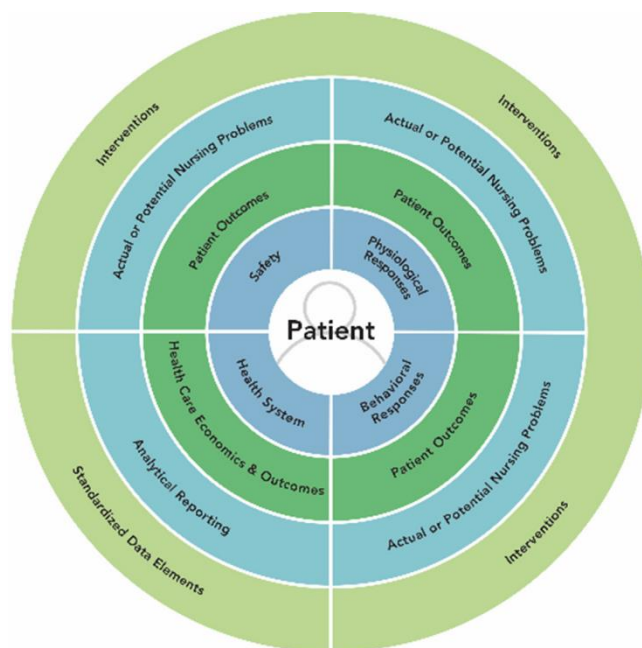 Interventions
Interventions
Actual or Potential Nursing Problems
Actual or Potential Nursing Problems
Patient Outcomes
Patient Outcomes
Safety
Physiological
Responses
Patient
Health System
Behavioral
Responses
Health Care Economics & Outcomes
Patient Outcomes
Analytical Reporting
Actual or Potential Nursing Problems
Standardized Data Elements
Interventions